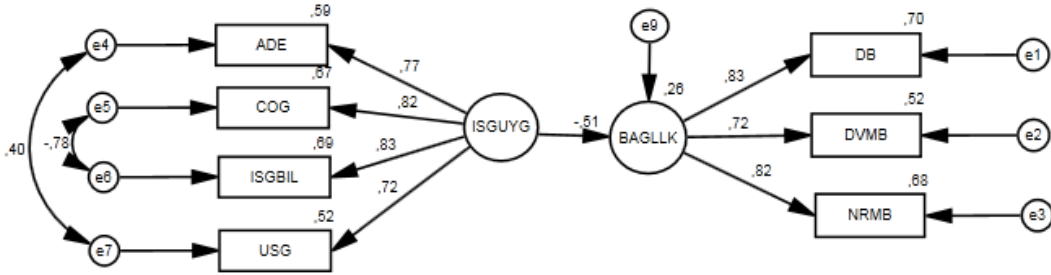 ,59
e4
ADE
,77
,67
e5
COG
,82
-,78
,40
,69
e6
ISGBIL
,83
,52
e7
USG
,72
ISGUYG
-,51
e9
,26
BAGLLK
,83
,70
DB
e1
,72
,52
DVMB
e2
,82
,68
NRMB
e3